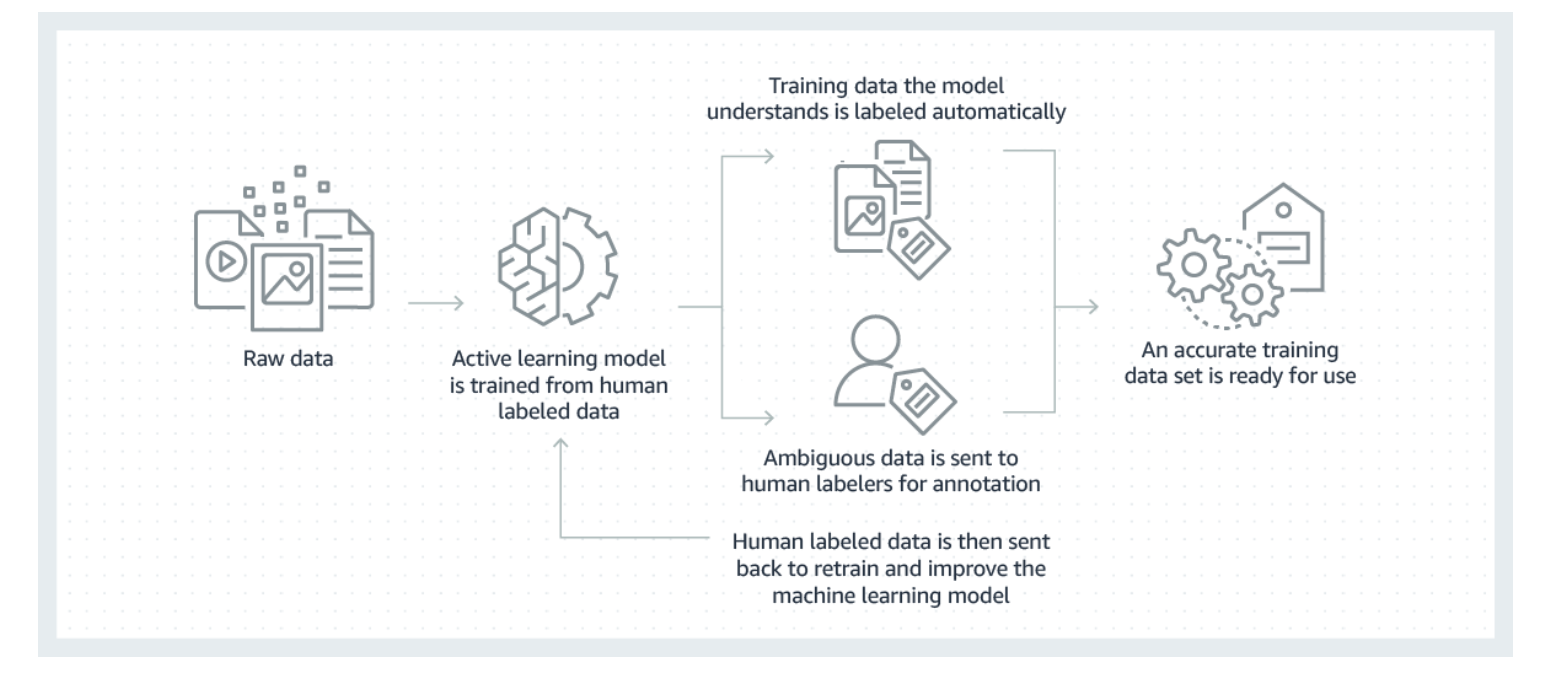 Training data the model
understands is labeled automatically
Raw data
Active learning model
is trained from human
labeled data
An accurate training
data set is ready for use
Ambiguous data is sent to
human labelers for annotation
Human labeled data is then sent
back to retrain and improve the
machine learning model